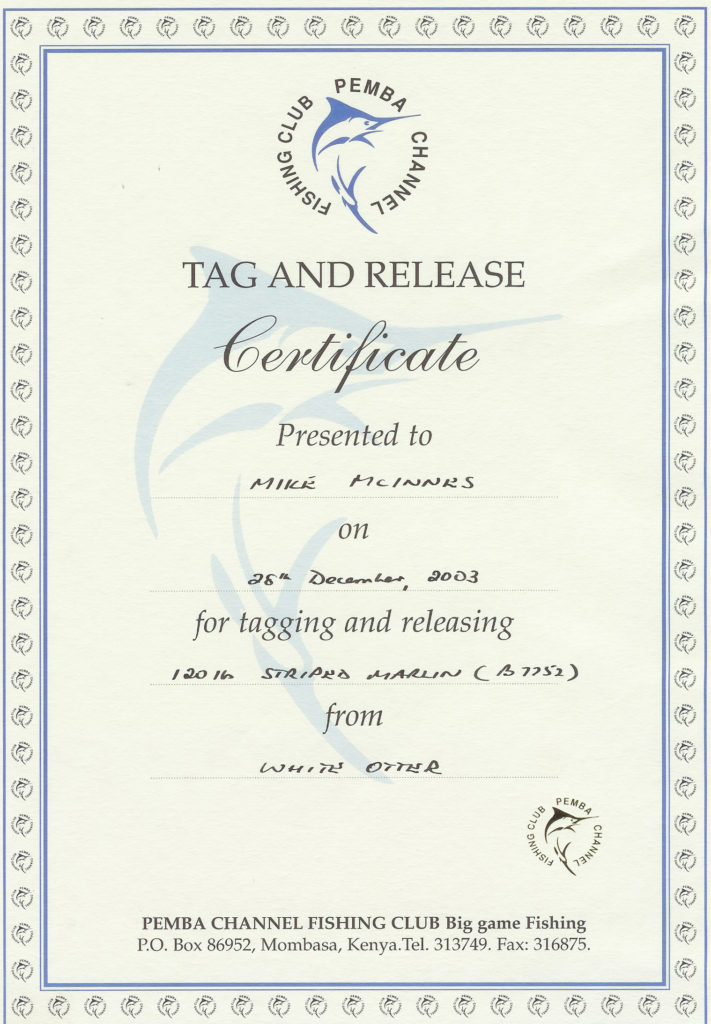 FISHING CLUB PEMBA CHANNEL
TAG AND RELEASE
Certificate
Presented to
MIKE MCINNES
on
28th December, 2003
for tagging and releasing
120 lb STRIPED MARLIN (B7752)
from
WHITE OTTER
FISHING CLUB PEMBA CHANNEL
PEMBA CHANNEL FISHING CLUB Big game Fishing
P.O. Box 86952, Mombasa, Kenya.Tel. 313749. Fax: 316875.